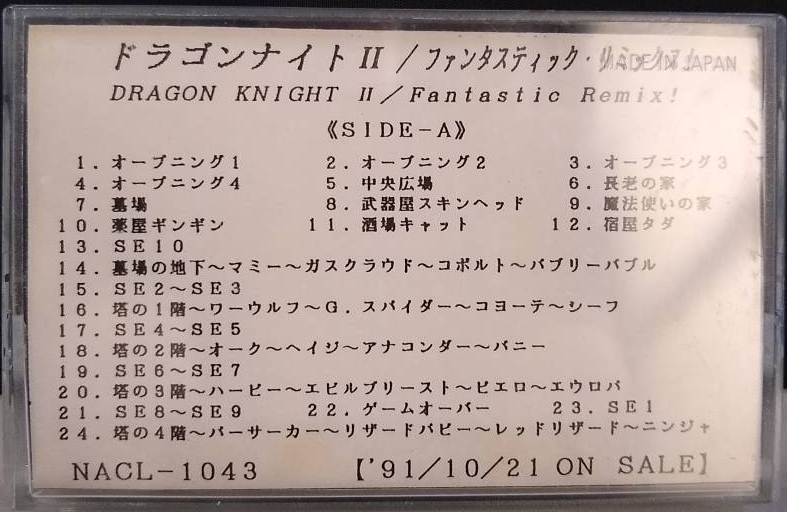 ドラゴンナイトII／ファンタスティック・リミックス！
MADE IN JAPAN
DRAGON KNIGHT II／Fantastic Remix!
《SIDE-A》
1．オープニング1 2．オープニング2 3．オープニング3
4．オープニング4 5．中央広場 6．長老の家
7．墓場 8．武器屋スキンヘッド 9．魔法使いの家
10．薬屋ギンギン 11．酒場キャット 12．宿屋タダ
13．SE10
14．墓場の地下～マミー～ガスクラウド～コボルト～バブリーバブル
15．SE2～SE3
16．塔の1階～ワーウルフ～G．スパイダー～コヨーテ～シーフ
17．SE4～SE5
18．塔の2階～オーク～ヘイジ～アナコンダー～バニー
19．SE6～SE7
20．塔の3階～ハーピー～エビルプリースト～ピエロ～エウロパ
21．SE8～SE9 22．ゲームオーバー 23．SE1
24．塔の4階～バーサーカー～リザードパピー～レッドリザード～ニンジャ
NACL-1043 【'91/10/21 ON SALE】